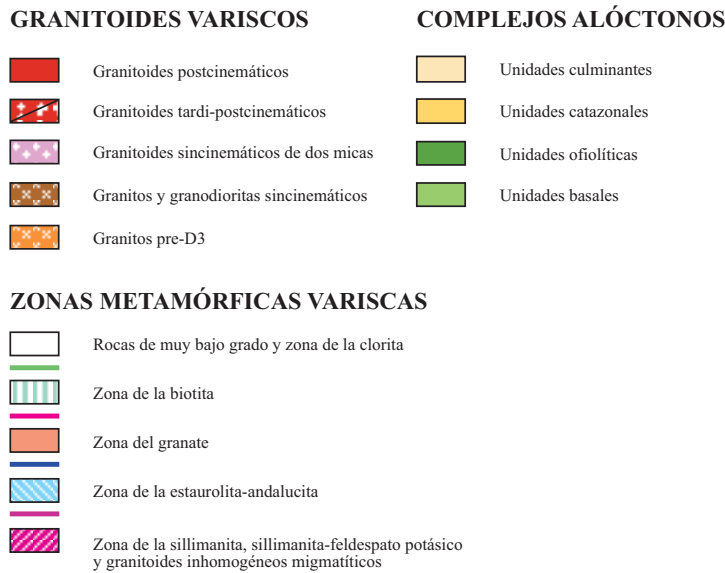 GRANITOIDES VARISCOS
Granitoides postcinemáticos
Granitoides tardi-postcinemáticos
Granitoides sincinemáticos de dos micas
Granitos y granodioritas sincinemáticos
Granitos pre-D3
COMPLEJOS ALÓCTONOS
Unidades culminantes
Unidades catazonales
Unidades ofiolíticas
Unidades basales
ZONAS METAMÓRFICAS VARISCAS
Rocas de muy bajo grado y zona de la clorita
Zona de la biotita
Zona del granate
Zona de la estaurolita-andalucita
Zona de la sillimanita, sillimanita-feldespato potásico
y granitoides inhomogéneos migmatíticos